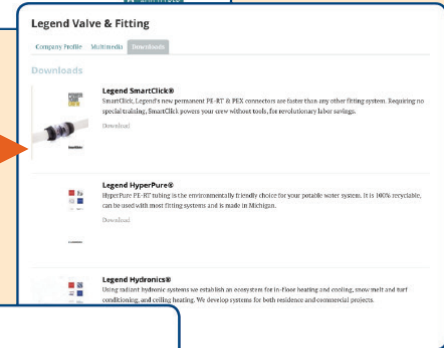 Legend Valve & Fitting
Company Profile Multimedia Downloads
Downloads
Legend SmartClick®
SmartClick, Legend's new permanent PE-RT & PEX connectors are faster than any other fitting system. Requiring no
special training, SmartClick powers your crew without tools, for revolutionary labor savings.
Download
Legend HyperPure®
HyperPure PE-RT tubing is the environmentally friendly choice for your potable water system. It is 100% recyclable,
can be used with most fitting systems and is made in Michigan.
Download
Legend Hydronics®
Using radiant hydronic systems we establish an ecosystem for in-floor heating and cooling, snow melt and turf
conditioning, and ceiling heating. We develop systems for both residence and commercial projects.